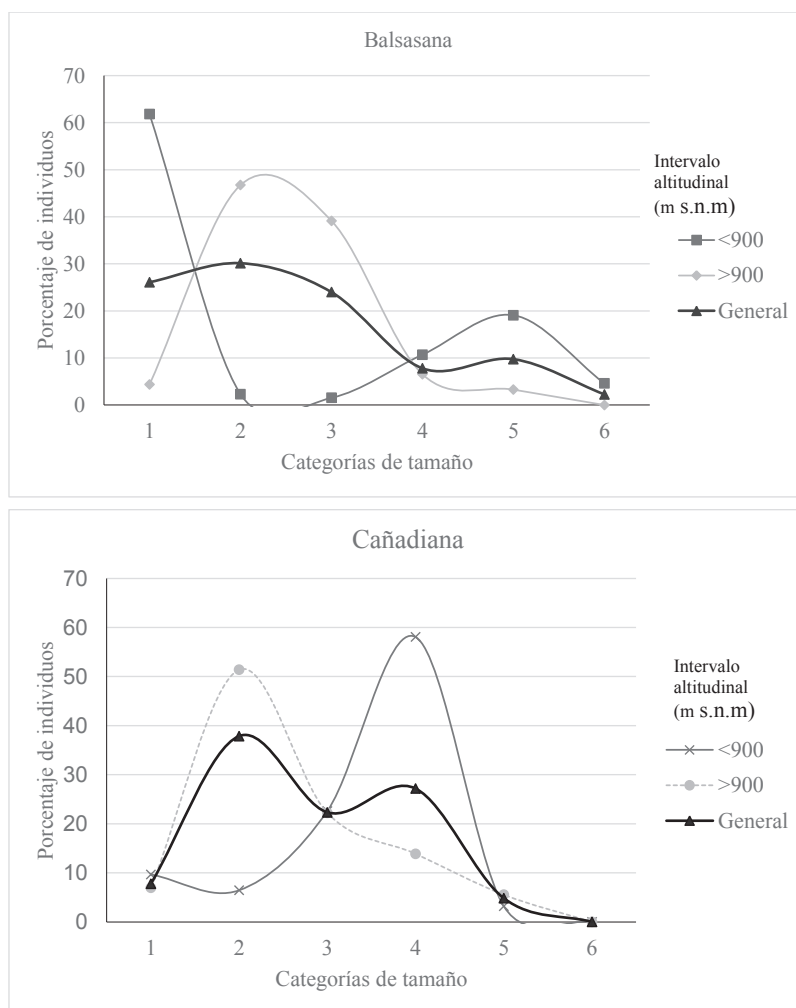 Balsasana
70
60
50
40
30
20
10
0
Porcentaje de individuos
1 2 3 4 5 6
Categorías de tamaño
Intervalo
altitudinal
(m s.n.m)
<900
>900
General
Cañadiana
70
60
50
40
30
20
10
0
Porcentaje de individuos
1 2 3 4 5 6
Categorías de tamaño
Intervalo
altitudinal
(m s.n.m)
<900
>900
General